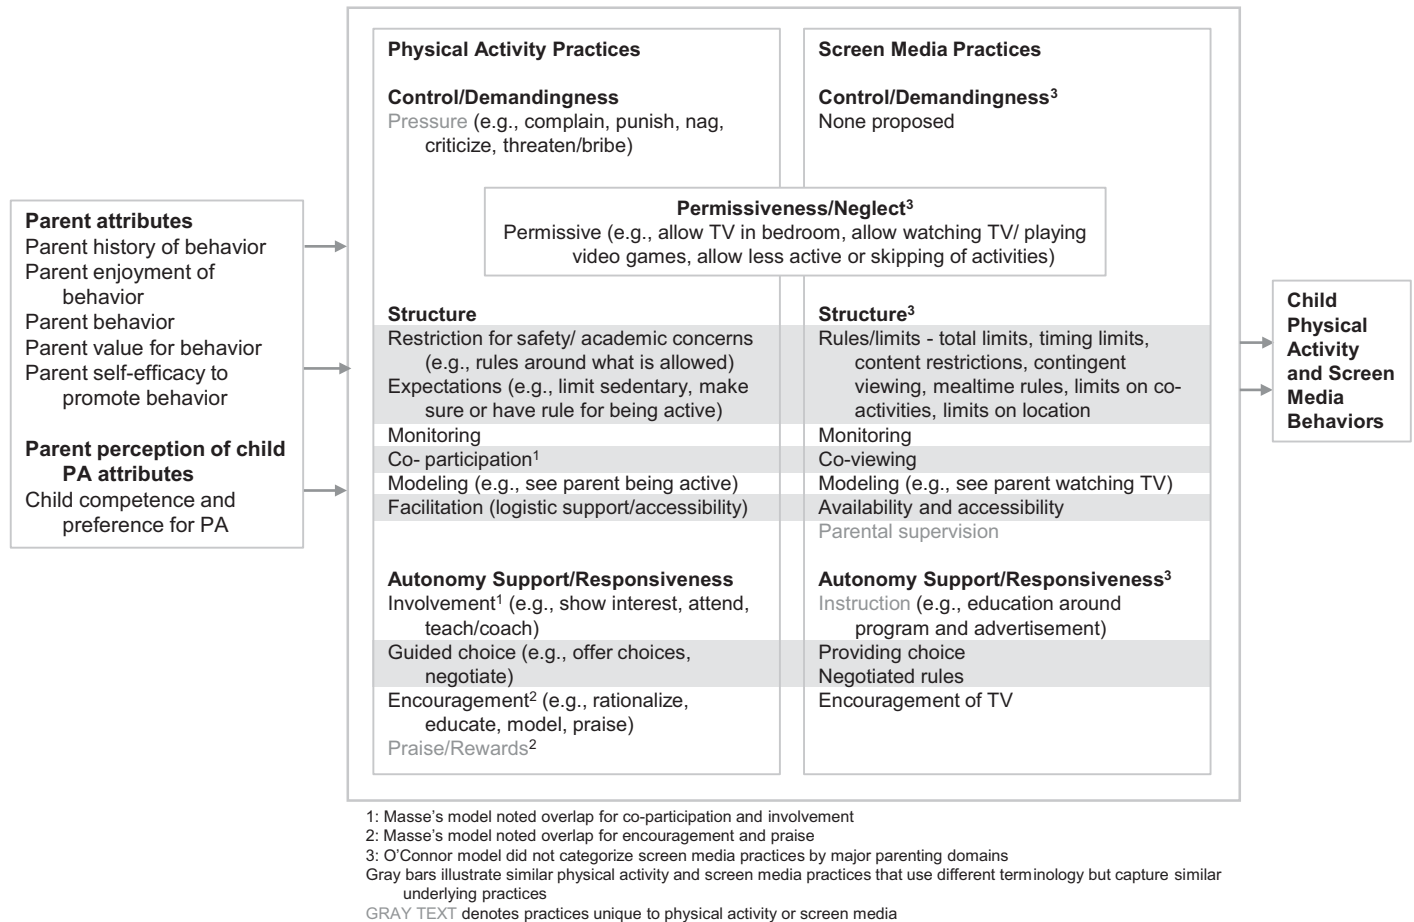 Physical Activity Practices
Control/Demandingness
Pressure (e.g., complain, punish, nag,
criticize, threaten/bribe)
Screen Media Practices
Control/Demandingness³
None proposed
Permissiveness/Neglect³
Permissive (e.g., allow TV in bedroom, allow watching TV/ playing
video games, allow less active or skipping of activities)
Parent attributes
Parent history of behavior
Parent enjoyment of
behavior
Parent behavior
Parent value for behavior
Parent self-efficacy to
promote behavior
Parent perception of child
PA attributes
Child competence and
preference for PA
Structure
Restriction for safety/ academic concerns
(e.g., rules around what is allowed)
Expectations (e.g., limit sedentary, make
sure or have rule for being active)
Monitoring
Co- participation¹
Modeling (e.g., see parent being active)
Facilitation (logistic support/accessibility)
Structure³
Rules/limits - total limits, timing limits,
content restrictions, contingent
viewing, mealtime rules, limits on co-
activities, limits on location
Monitoring
Co-viewing
Modeling (e.g., see parent watching TV)
Availability and accessibility
Parental supervision
Autonomy Support/Responsiveness
Involvement¹ (e.g., show interest, attend,
teach/coach)
Guided choice (e.g., offer choices,
negotiate)
Encouragement² (e.g., rationalize,
educate, model, praise)
Praise/Rewards²
Autonomy Support/Responsiveness³
Instruction (e.g., education around
program and advertisement)
Providing choice
Negotiated rules
Encouragement of TV
Child
Physical
Activity
and Screen
Media
Behaviors
1: Masse's model noted overlap for co-participation and involvement
2: Masse's model noted overlap for encouragement and praise
3: O'Connor model did not categorize screen media practices by major parenting domains
Gray bars illustrate similar physical activity and screen media practices that use different terminology but capture similar
underlying practices
GRAY TEXT denotes practices unique to physical activity or screen media